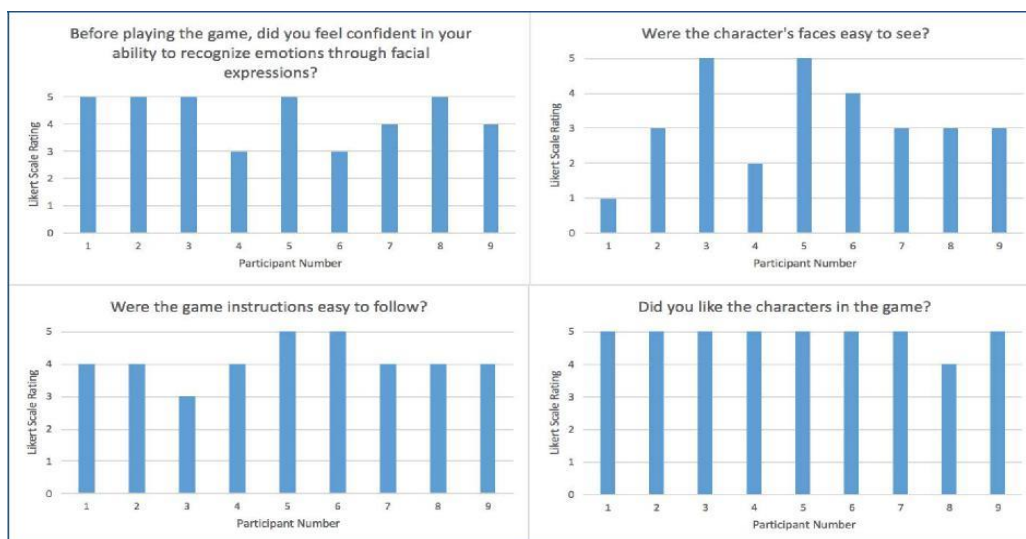 Before playing the game, did you feel confident in your
ability to recognize emotions through facial
expressions?
5
4
3
2
1
0
Likert Scale Rating
1 2 3 4 5 6 7 8 9
Participant Number
Were the character's faces easy to see?
5
4
3
2
1
0
Likert Scale Rating
1 2 3 4 5 6 7 8 9
Participant Number
Were the game instructions easy to follow?
5
4
3
2
1
0
Likert Scale Rating
1 2 3 4 5 6 7 8 9
Participant Number
Did you like the characters in the game?
5
4
3
2
1
0
Likert Scale Rating
1 2 3 4 5 6 7 8 9
Participant Number